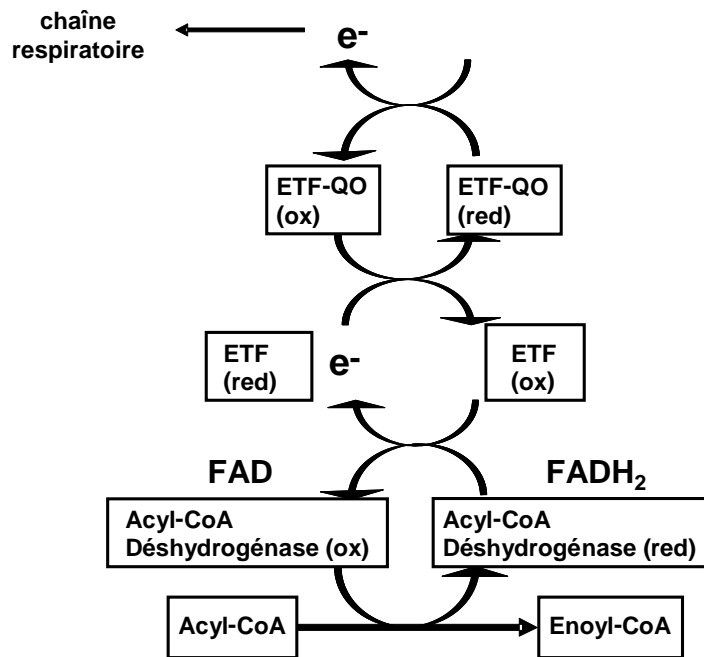 chaîne
respiratoire
e-
ETF-QO
(ox)
ETF-QO
(red)
ETF
(red)
e-
ETF
(ox)
FAD
FADH₂
Acyl-CoA
Déshydrogénase (ox)
Acyl-CoA
Déshydrogénase (red)
Acyl-CoA
Enoyl-CoA